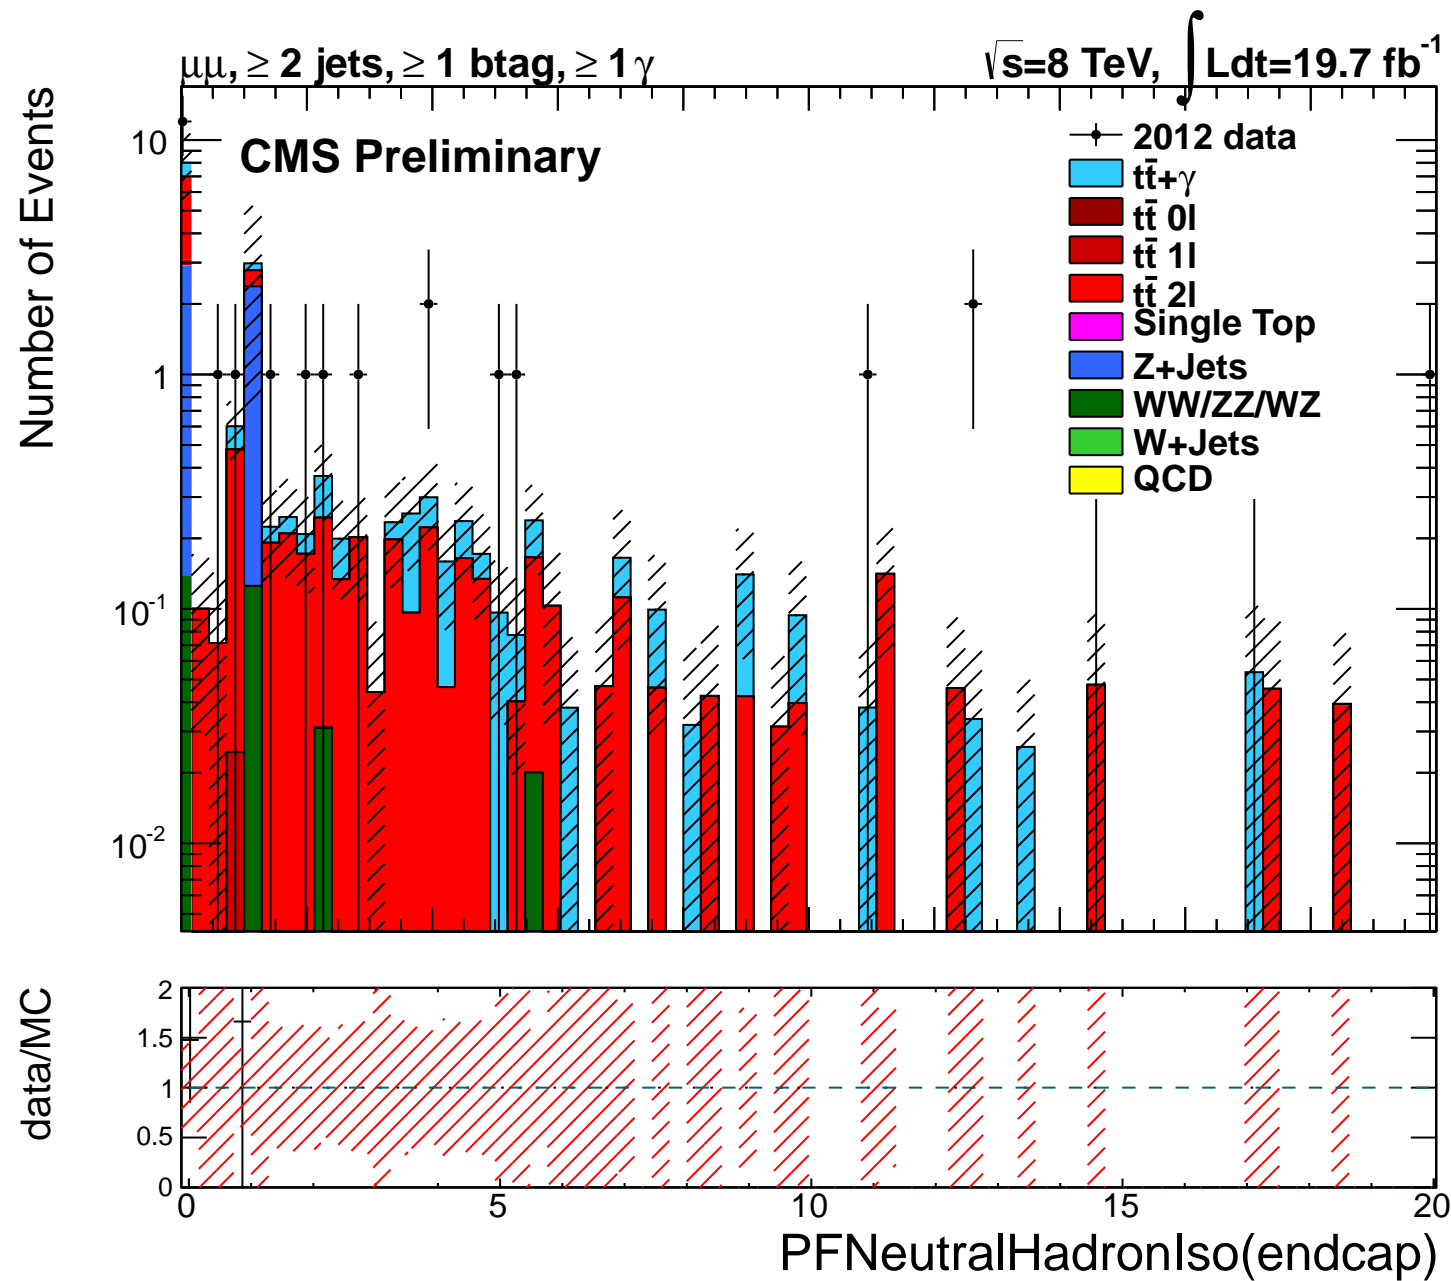 μμ, ≥ 2 jets, ≥ 1 btag, ≥ 1 γ
√s=8 TeV, ∫ Ldt=19.7 fb⁻¹
CMS Preliminary
2012 data
tt̄+γ
tt̄ 0l
tt̄ 1l
tt̄ 2l
Single Top
Z+Jets
WW/ZZ/WZ
W+Jets
QCD
Number of Events
10
1
10⁻¹
10⁻²
data/MC
2
1.5
1
0.5
0
0 5 10 15 20
PFNeutralHadronIso(endcap)